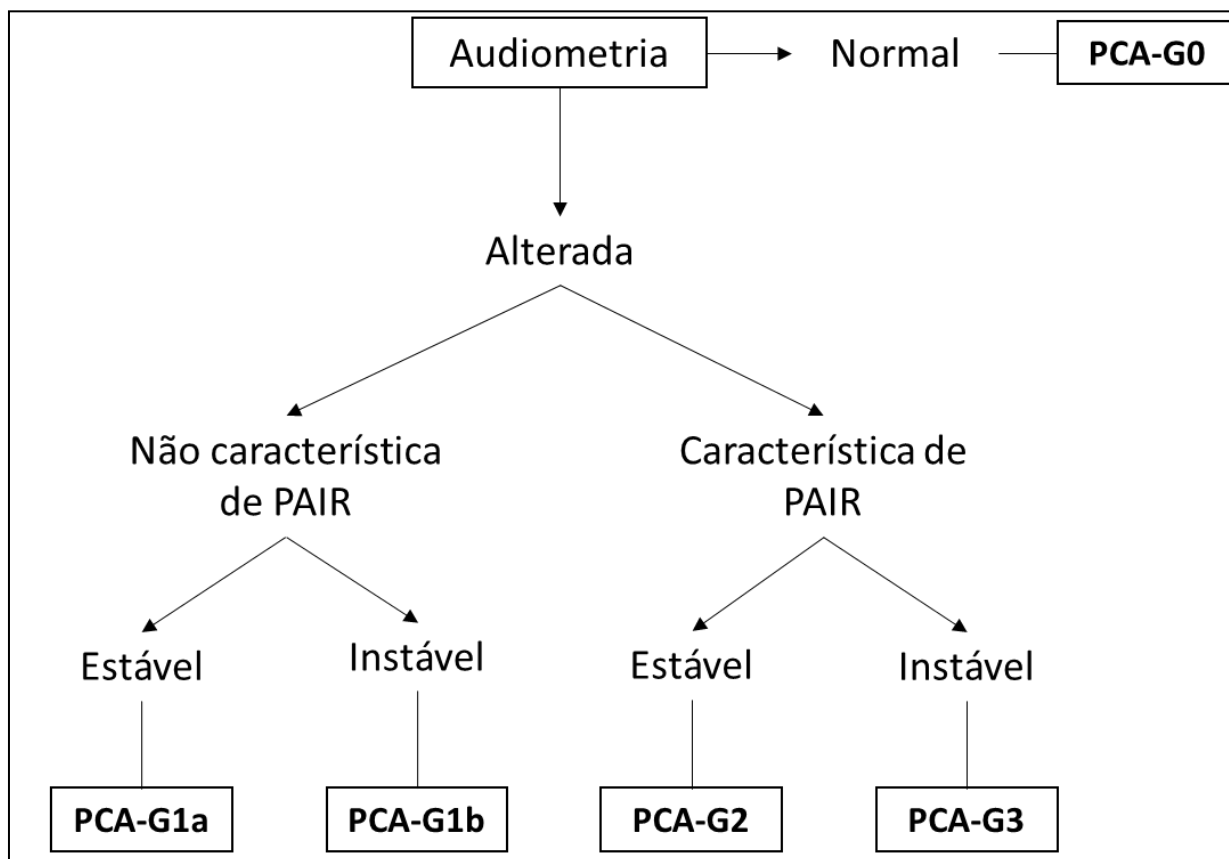 Audiometria
Normal
PCA-G0
Alterada
Não característica
de PAIR
Característica de
PAIR
Estável
Instável
Estável
Instável
PCA-G1a
PCA-G1b
PCA-G2
PCA-G3